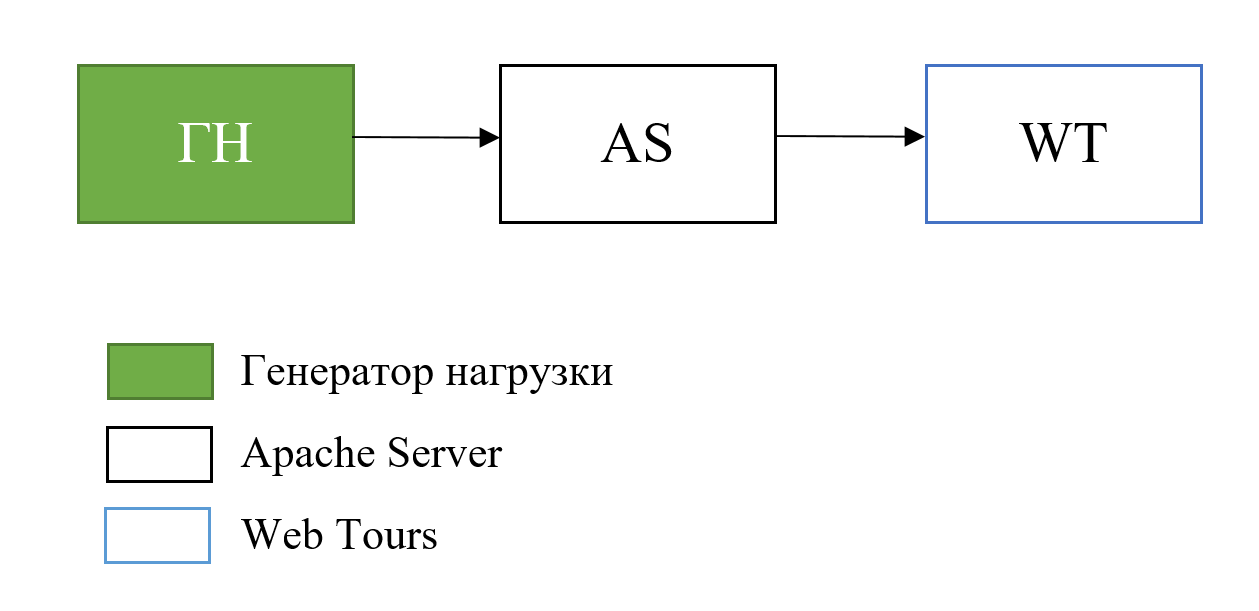 ГН
AS
WT
Генератор нагрузки
Apache Server
Web Tours